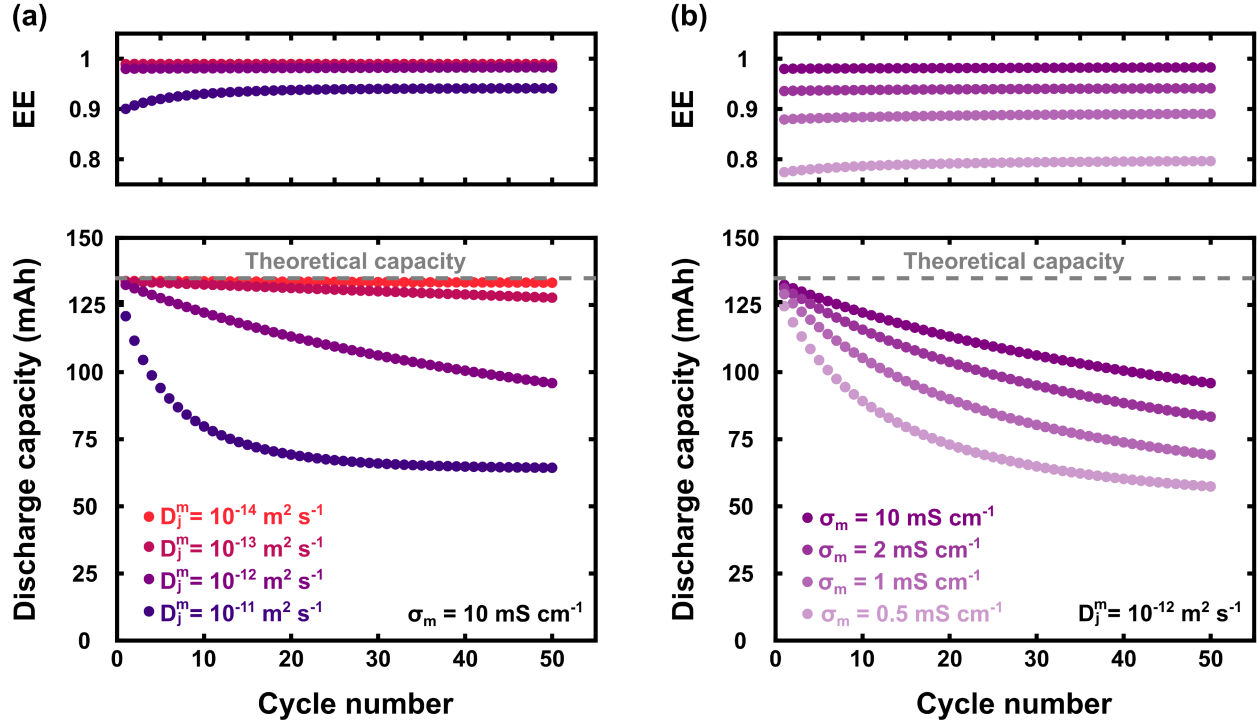 (a)
EE
1
0.9
0.8
Discharge capacity (mAh)
150
125
100
75
50
25
0
Theoretical capacity
D_j^m = 10^-14 m^2 s^-1
D_j^m = 10^-13 m^2 s^-1
D_j^m = 10^-12 m^2 s^-1
D_j^m = 10^-11 m^2 s^-1
σ_m = 10 mS cm^-1
0 10 20 30 40 50
Cycle number
(b)
EE
1
0.9
0.8
Discharge capacity (mAh)
150
125
100
75
50
25
0
Theoretical capacity
σ_m = 10 mS cm^-1
σ_m = 2 mS cm^-1
σ_m = 1 mS cm^-1
σ_m = 0.5 mS cm^-1
D_j^m = 10^-12 m^2 s^-1
0 10 20 30 40 50
Cycle number